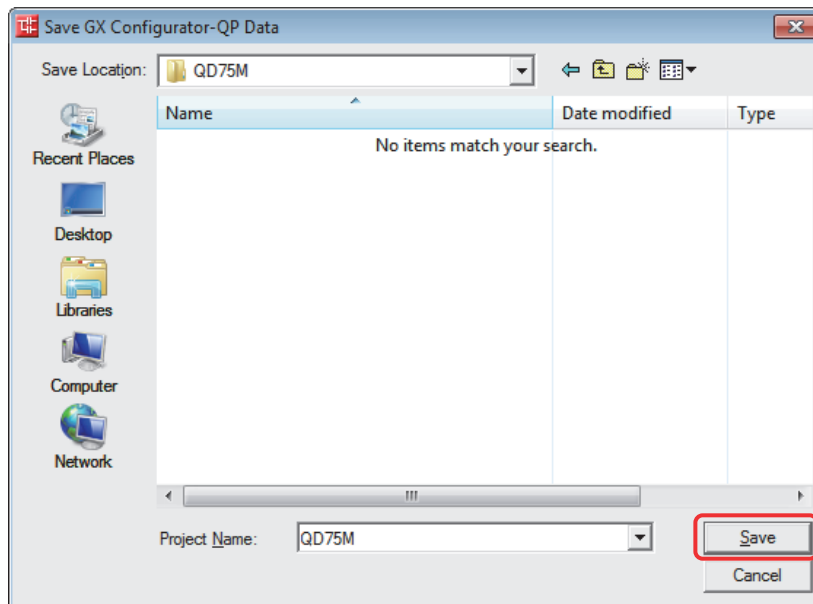 Save GX Configurator-QP Data
Save Location: QD75M
Name Date modified Type
No items match your search.
Recent Places
Desktop
Libraries
Computer
Network
Project Name: QD75M Save
Cancel